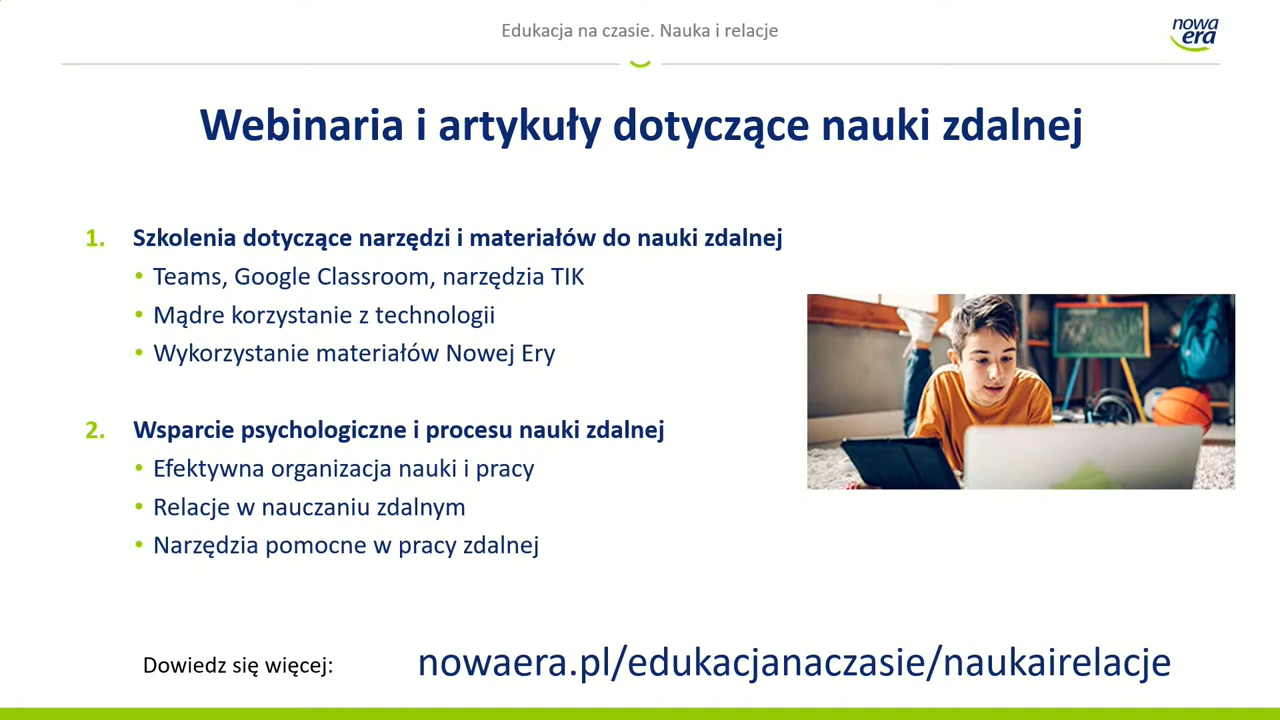 Edukacja na czasie. Nauka i relacje
nowa
era
Webinaria i artykuły dotyczące nauki zdalnej
1. Szkolenia dotyczące narzędzi i materiałów do nauki zdalnej
• Teams, Google Classroom, narzędzia TIK
• Mądre korzystanie z technologii
• Wykorzystanie materiałów Nowej Ery
2. Wsparcie psychologiczne i procesu nauki zdalnej
• Efektywna organizacja nauki i pracy
• Relacje w nauczaniu zdalnym
• Narzędzia pomocne w pracy zdalnej
Dowiedz się więcej: nowaera.pl/edukacjanaczasie/naukairelacje